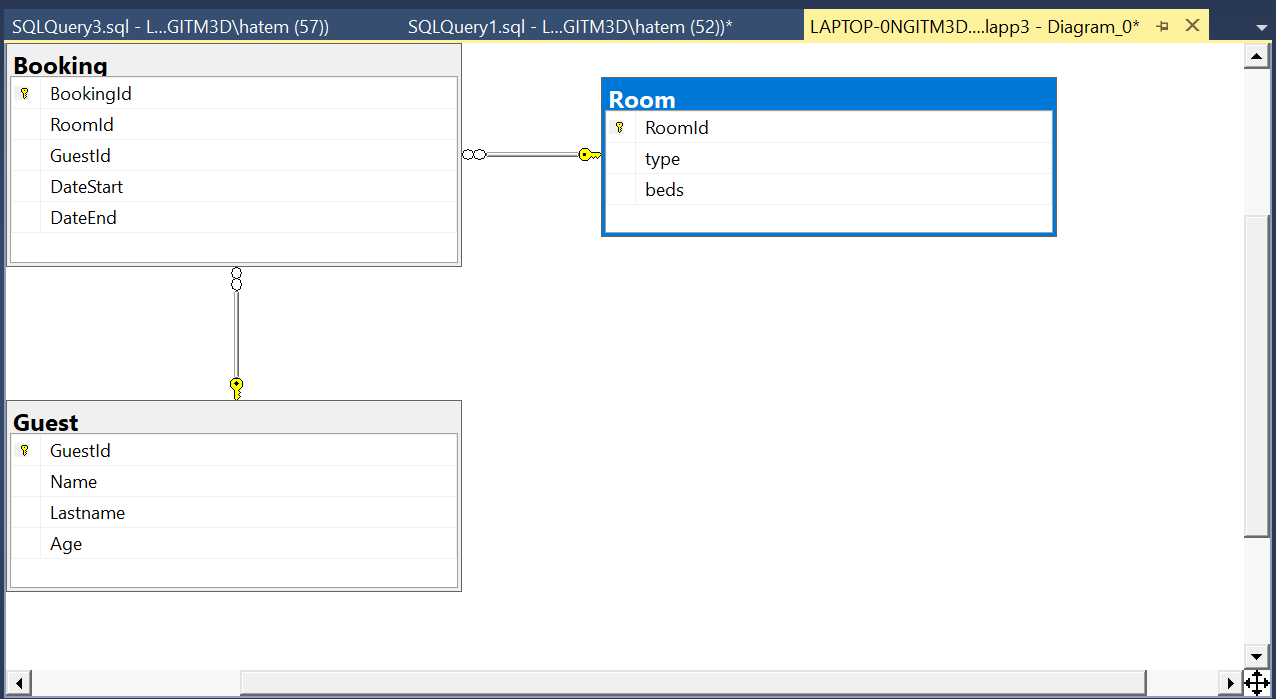 SQLQuery3.sql - L...GITM3D\hatem (57))
SQLQuery1.sql - L...GITM3D\hatem (52))*
LAPTOP-0NGITM3D....lapp3 - Diagram_0*
Booking
BookingId
RoomId
GuestId
DateStart
DateEnd
Room
RoomId
type
beds
Guest
GuestId
Name
Lastname
Age